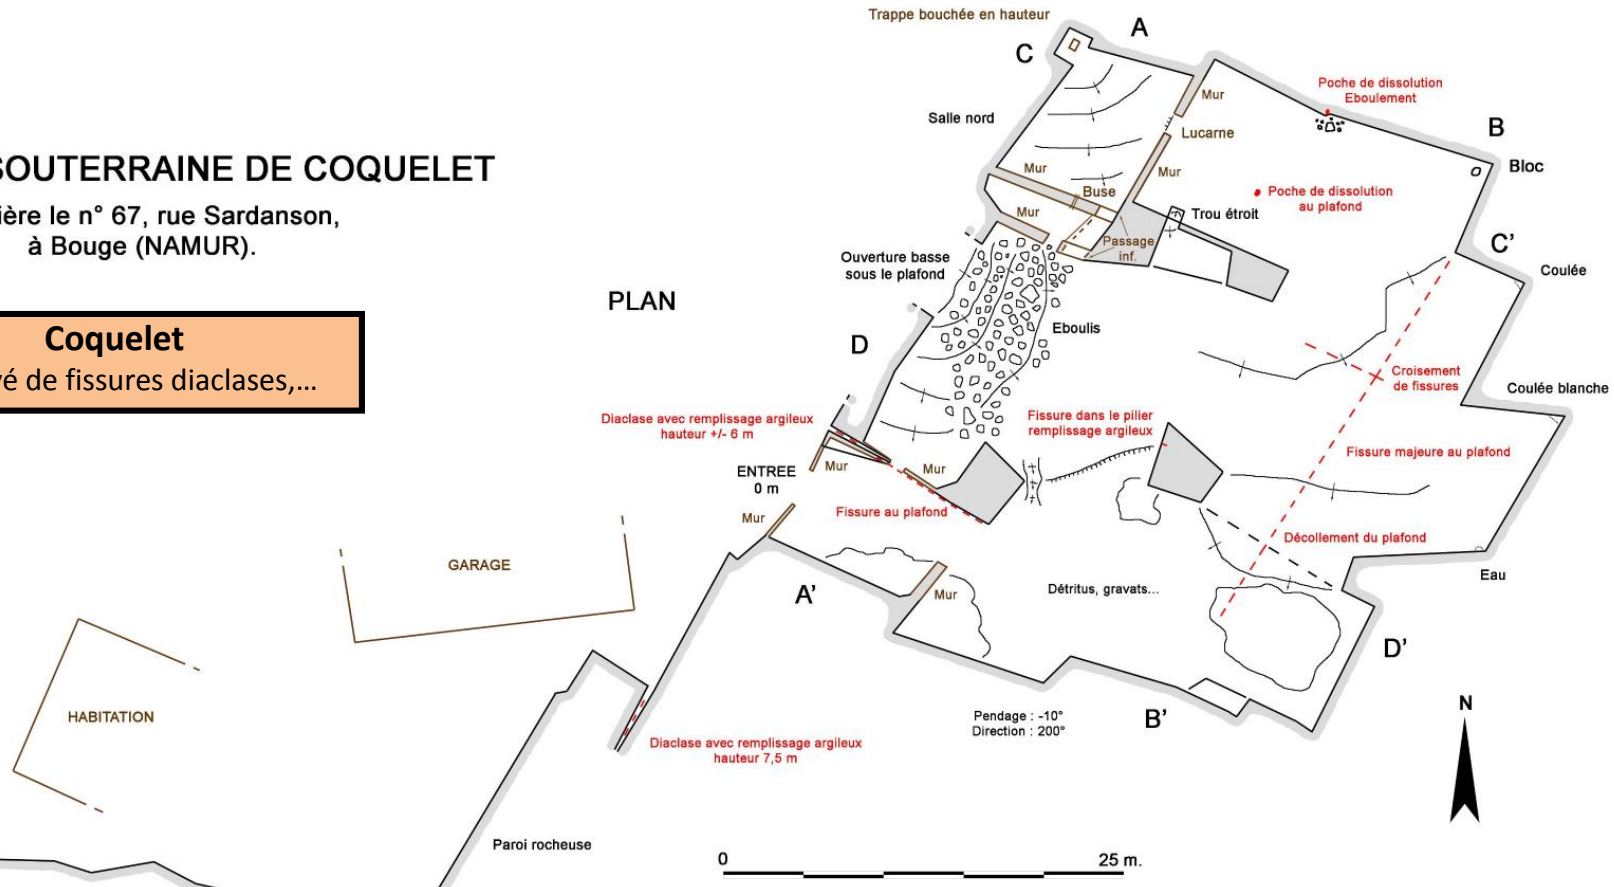 SOUTERRAINE DE COQUELET
ière le n° 67, rue Sardanson,
à Bouge (NAMUR).
Coquelet
vé de fissures diaclases,...
PLAN
Trappe bouchée en hauteur
A
C
Salle nord
Mur
Lucarne
Mur
Mur
Buse
Mur
Passage
inf.
Trou étroit
Poche de dissolution
Eboulement
B
Bloc
Poche de dissolution
au plafond
C'
Coulée
Ouverture basse
sous le plafond
Eboulis
D
Croisement
de fissures
Coulée blanche
Diaclase avec remplissage argileux
hauteur +/- 6 m
Fissure dans le pilier
remplissage argileux
Fissure majeure au plafond
ENTREE
0 m
Mur
Mur
Mur
Fissure au plafond
Décollement du plafond
Eau
GARAGE
A'
Mur
Détritus, gravats...
D'
HABITATION
Pendage : -10°
Direction : 200°
B'
N
Diaclase avec remplissage argileux
hauteur 7,5 m
Paroi rocheuse
0
25 m.